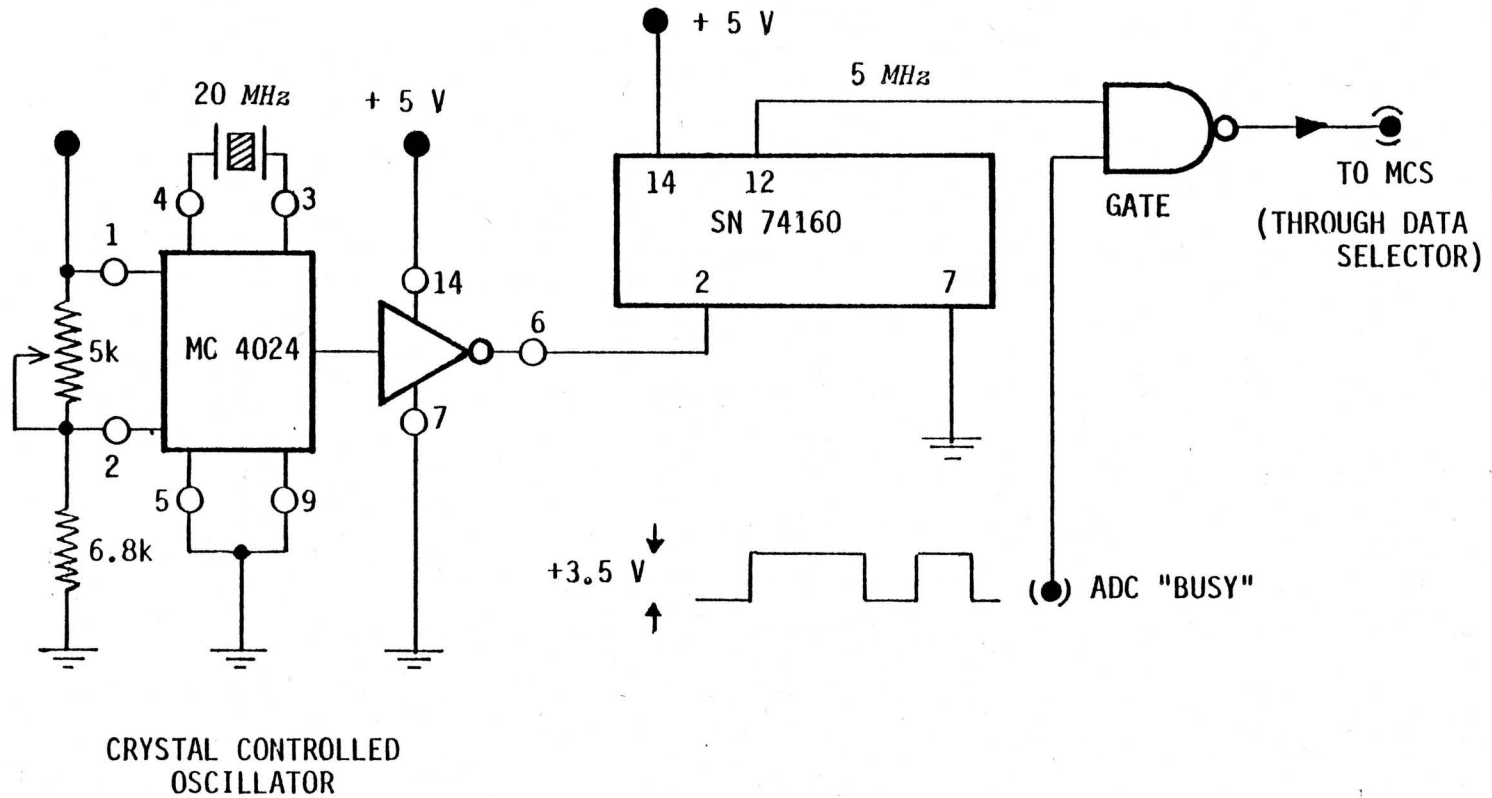 + 5 V
5 MHz
20 MHz
+ 5 V
4
3
14
12
SN 74160
GATE
TO MCS
(THROUGH DATA
SELECTOR)
1
14
2
7
5k
MC 4024
6
7
2
5
9
6.8k
+3.5 V
ADC "BUSY"
CRYSTAL CONTROLLED
OSCILLATOR